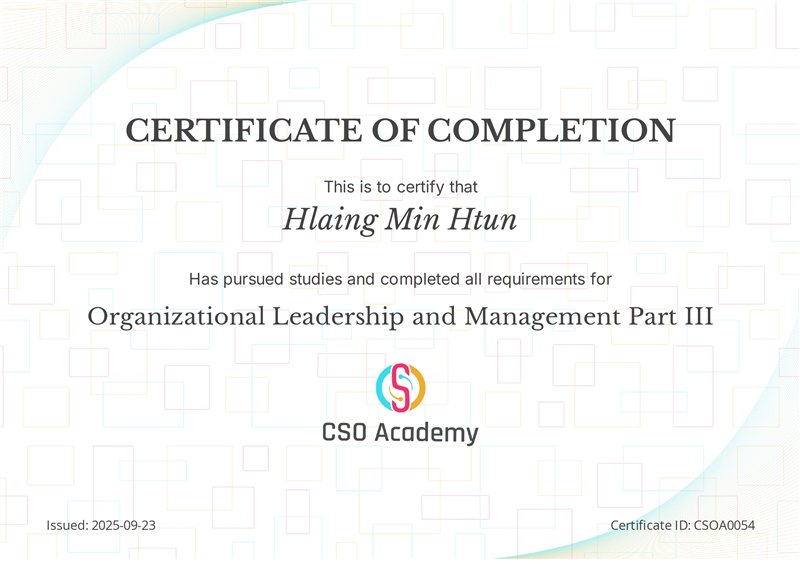 CERTIFICATE OF COMPLETION
This is to certify that
Hlaing Min Htun
Has pursued studies and completed all requirements for
Organizational Leadership and Management Part III
CSO Academy
Issued: 2025-09-23
Certificate ID: CSOA0054